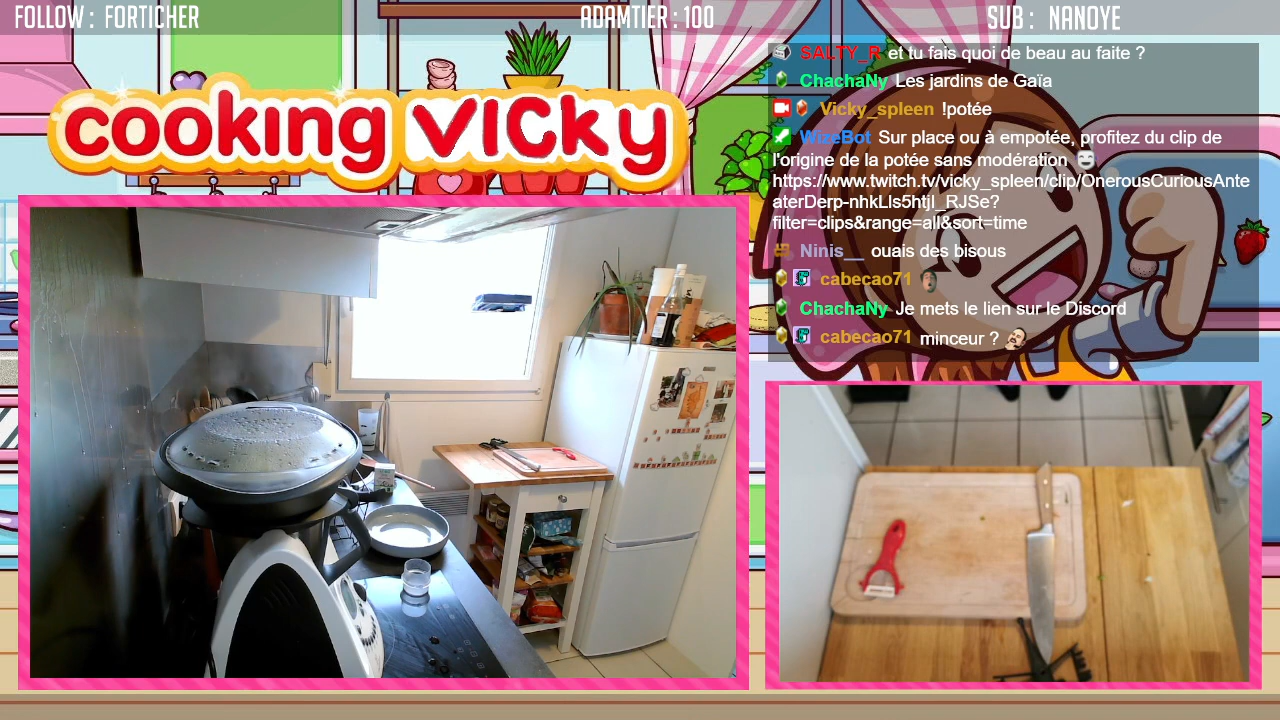 FOLLOW : FORTICHER
ADAMTIER : 100
SUB : NANOYE
cooking VICKY
SALTY_R et tu fais quoi de beau au faite ?
ChachaNy Les jardins de Gaïa
Vicky_spleen !potée
WizeBot Sur place ou à empotée, profitez du clip de
l'origine de la potée sans modération
https://www.twitch.tv/vicky_spleen/clip/OnerousCuriousAnte
aterDerp-nhkLls5htjI_RJSe?
filter=clips&range=all&sort=time
Ninis__ ouais des bisous
cabecao71
ChachaNy Je mets le lien sur le Discord
cabecao71 minceur ?